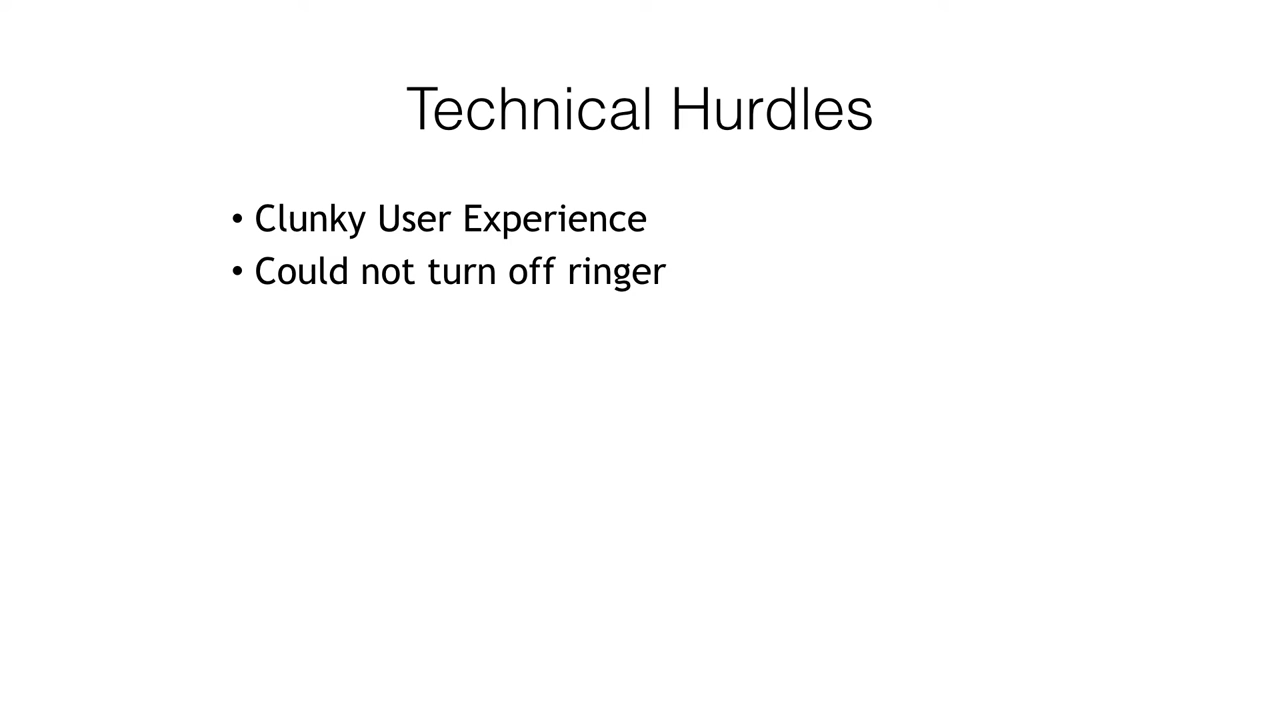 Technical Hurdles
• Clunky User Experience
• Could not turn off ringer